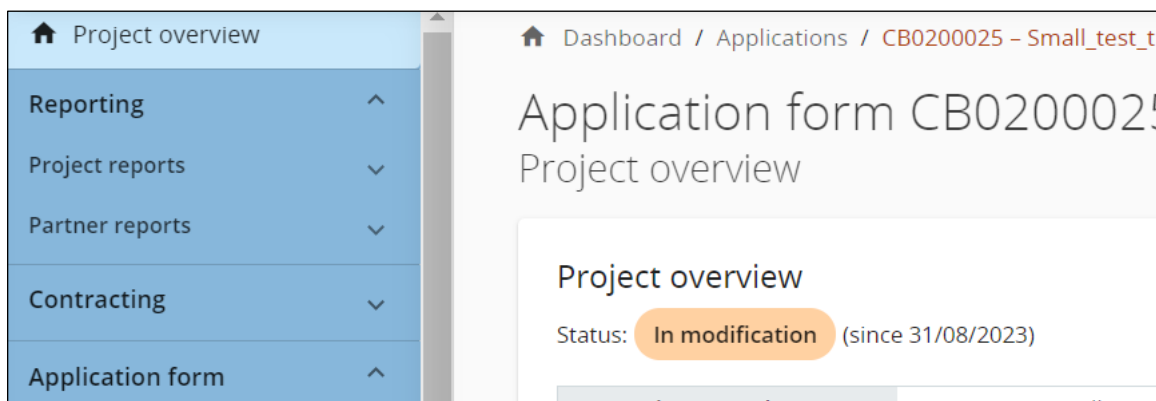 Project overview
Reporting
Project reports
Partner reports
Contracting
Application form
Dashboard / Applications / CB0200025 – Small_test_t
Application form CB0200025
Project overview
Project overview
Status: In modification (since 31/08/2023)